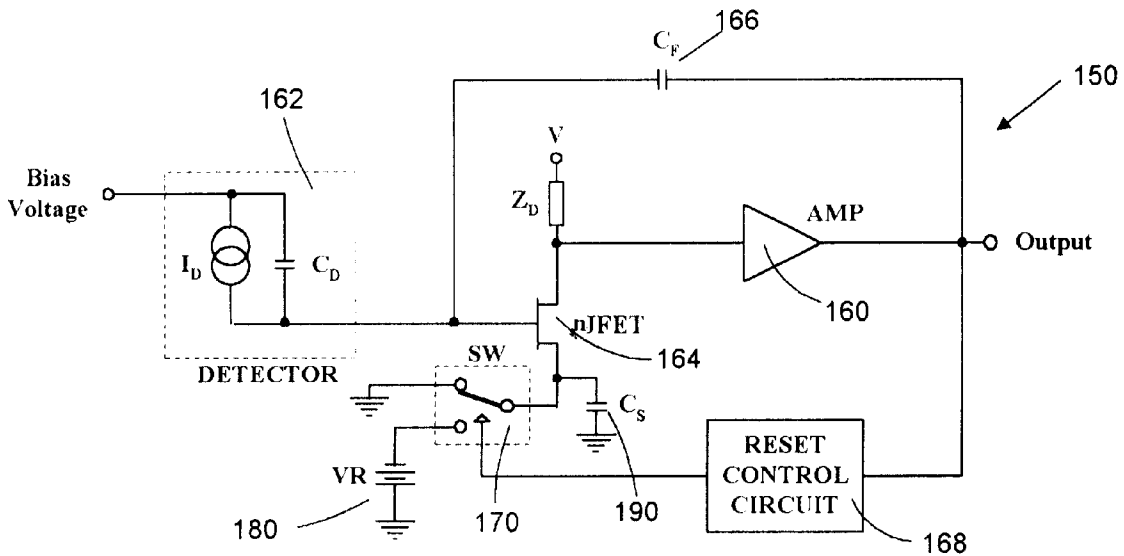 166
C_F
150
162
V
Bias
Voltage
Z_D
AMP
I_D
C_D
Output
160
nJFET
164
SW
DETECTOR
C_S
RESET
CONTROL
CIRCUIT
VR
180
170
190
168